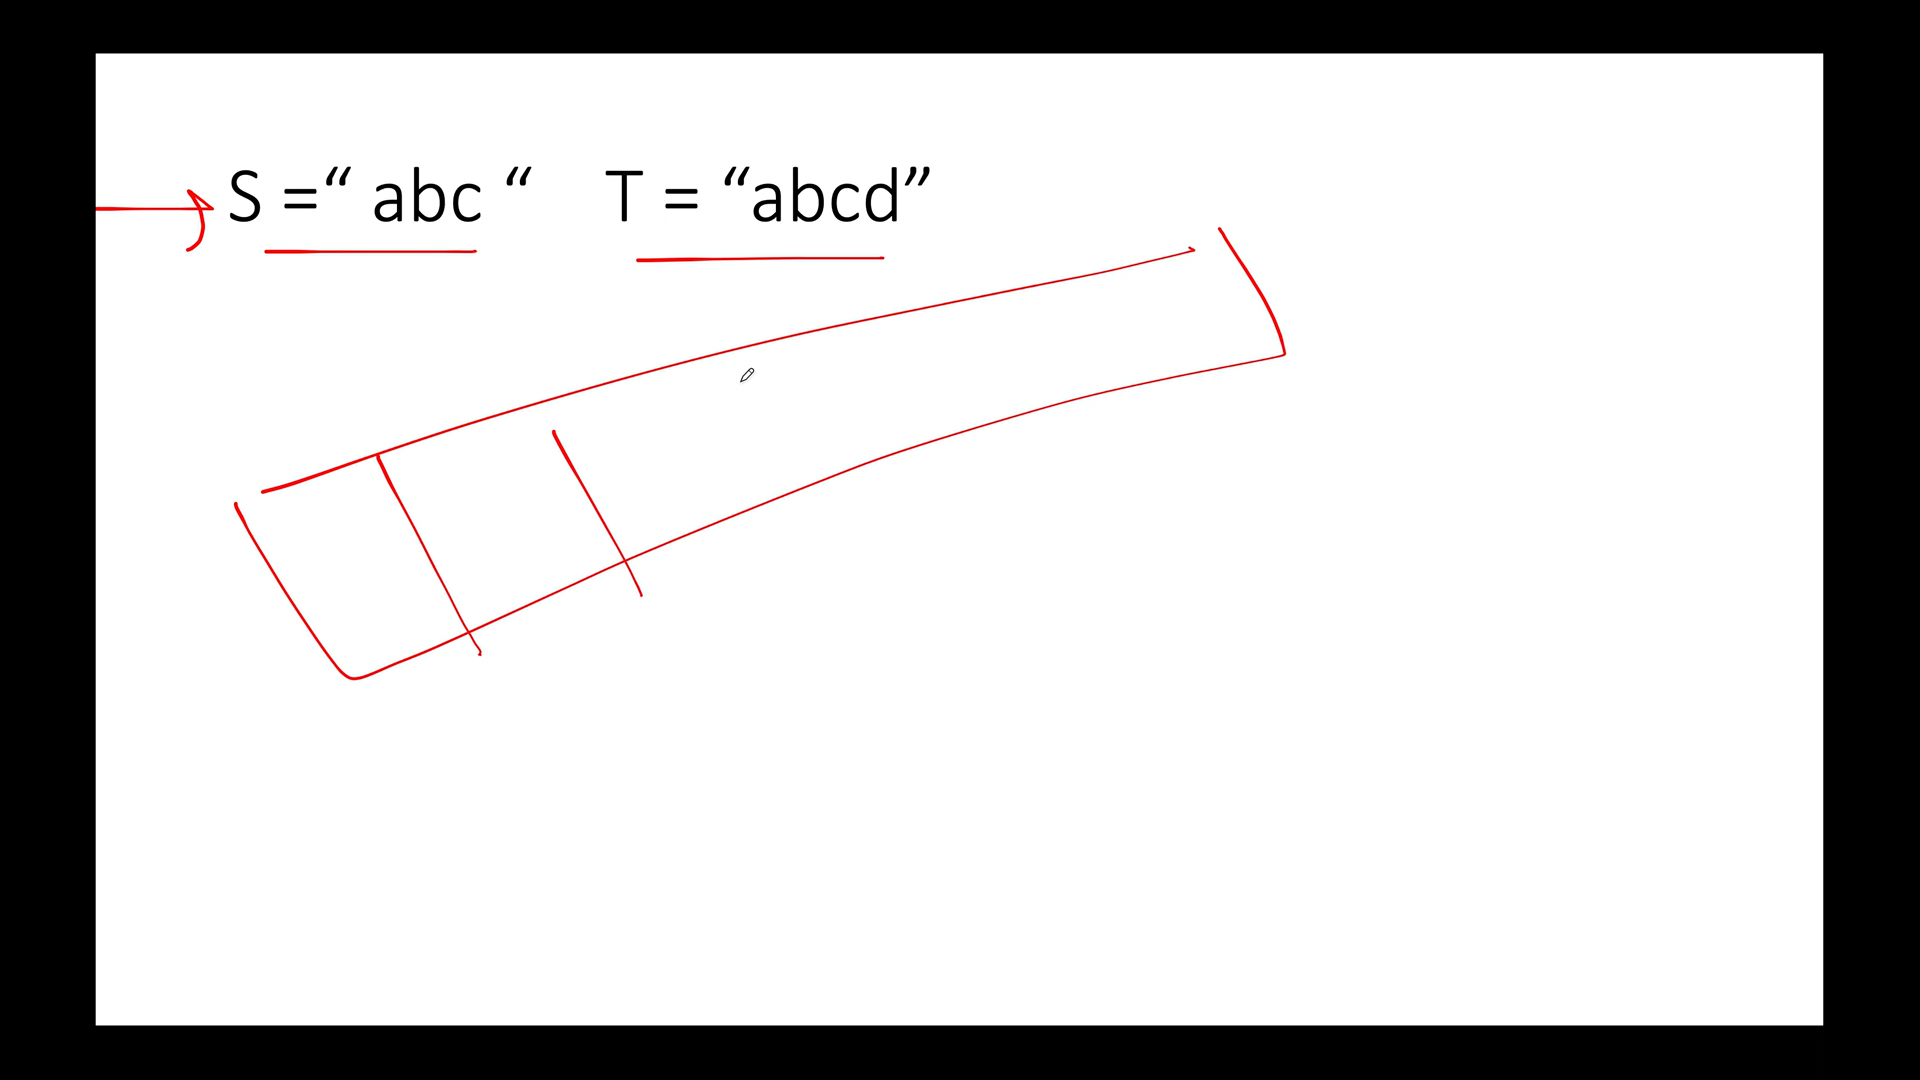 S =“ abc “ T = “abcd”